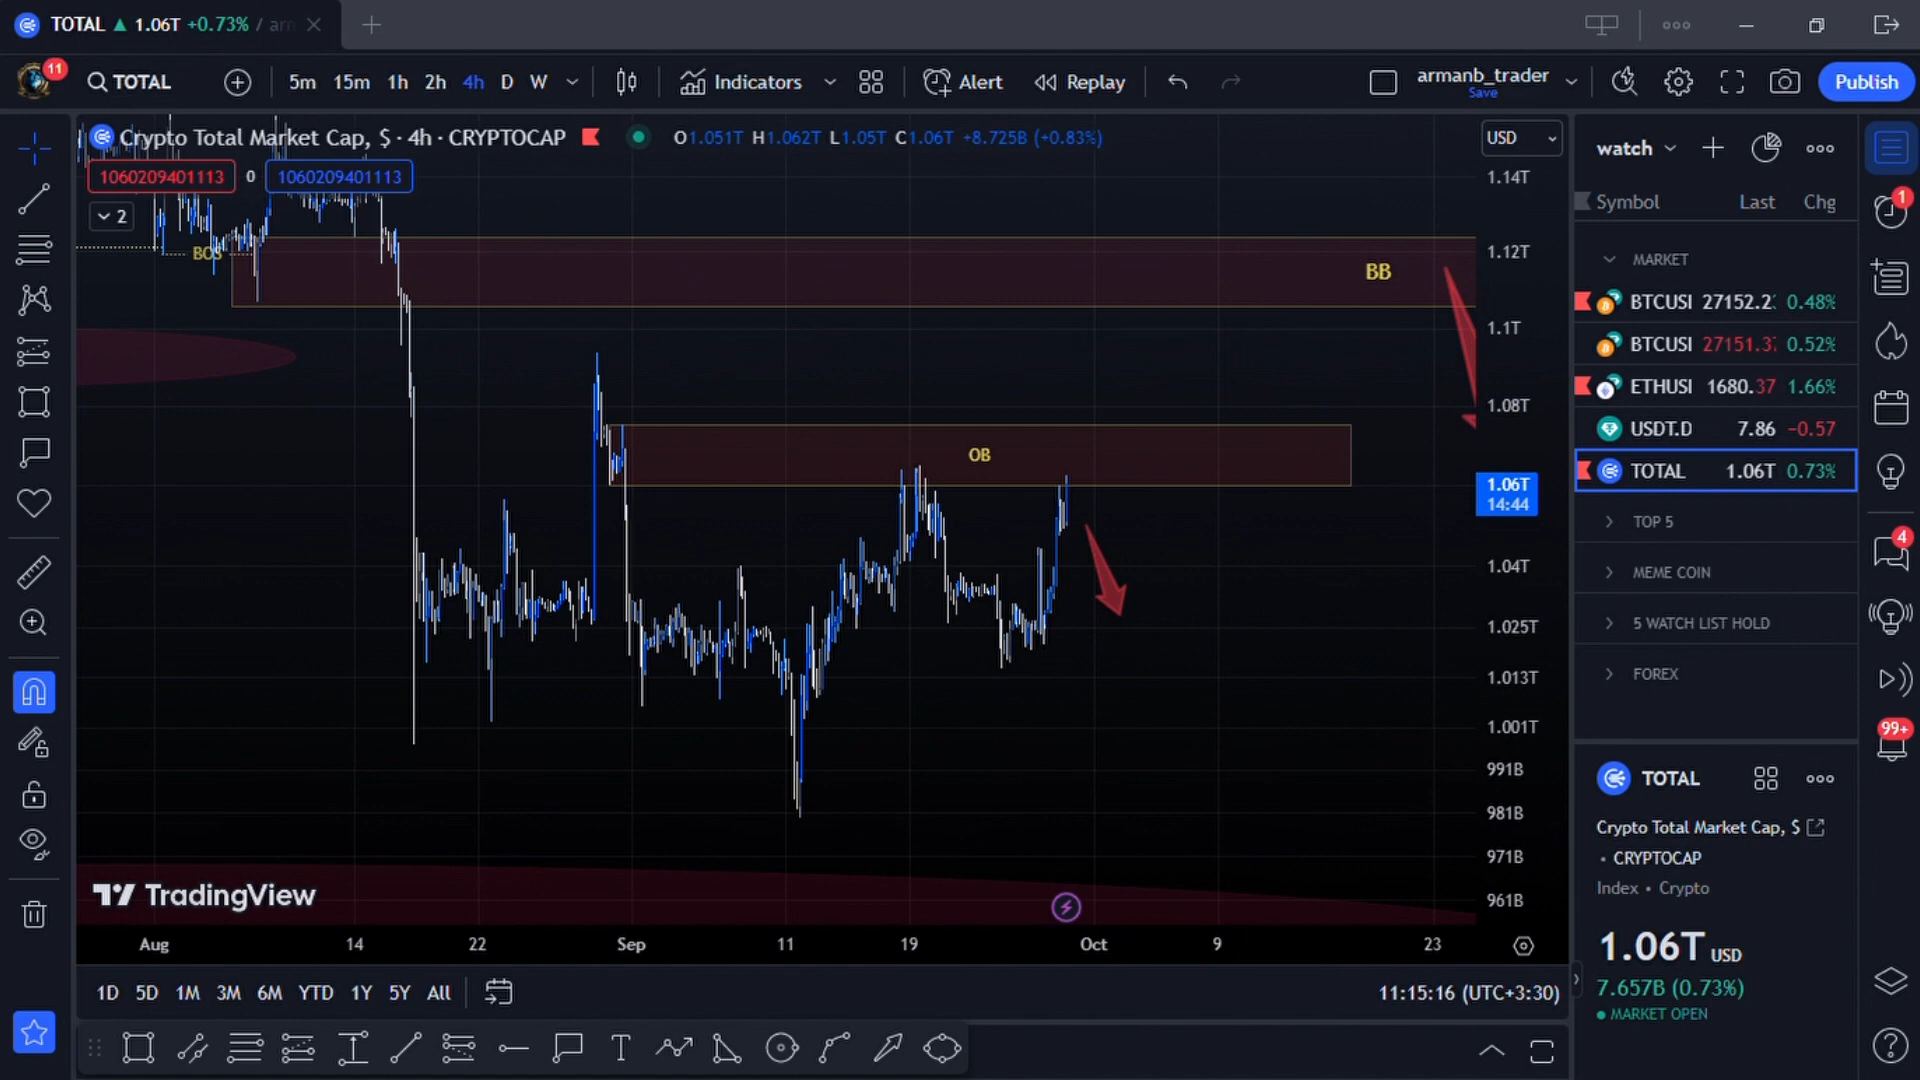 TOTAL ▲ 1.06T +0.73% / arn
11
TOTAL
5m 15m 1h 2h 4h D W
Indicators
Alert
Replay
armanb_trader
Save
Publish
Crypto Total Market Cap, $ · 4h · CRYPTOCAP
O1.051T H1.062T L1.05T C1.06T +8.725B (+0.83%)
USD
1060209401113 0 1060209401113
2
BOS
BB
OB
1.14T
1.12T
1.1T
1.08T
1.06T
14:44
1.04T
1.025T
1.013T
1.001T
991B
981B
971B
961B
TradingView
Aug 14 22 Sep 11 19 Oct 9 23
1D 5D 1M 3M 6M YTD 1Y 5Y All
11:15:16 (UTC+3:30)
watch
Symbol Last Chg
MARKET
BTCUSI 27152.2 0.48%
BTCUSI 27151.3 0.52%
ETHUSI 1680.37 1.66%
USDT.D 7.86 −0.57
TOTAL 1.06T 0.73%
TOP 5
MEME COIN
5 WATCH LIST HOLD
FOREX
TOTAL
Crypto Total Market Cap, $
• CRYPTOCAP
Index • Crypto
1.06T USD
7.657B (0.73%)
MARKET OPEN
1
4
99+